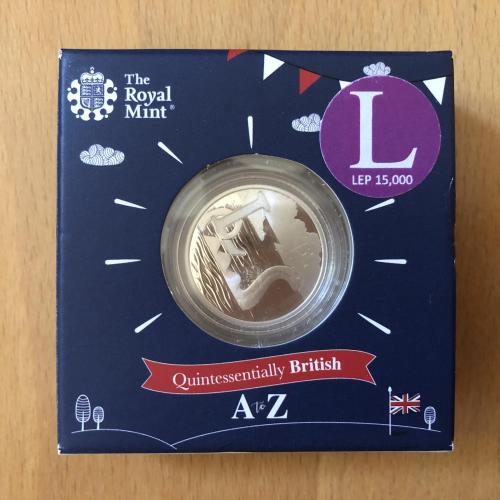 The
Royal
Mint®
L
LEP 15,000
Quintessentially British
A to Z